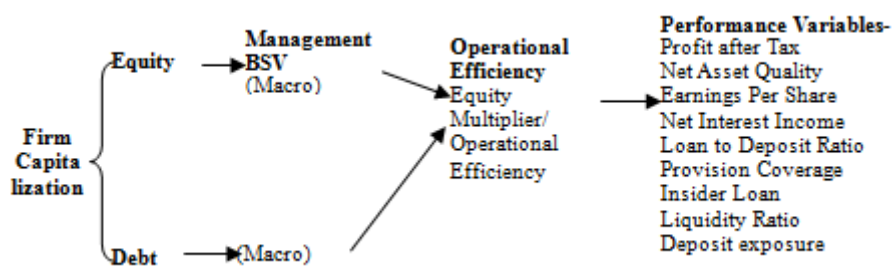 Firm
Capita
lization
Equity
Debt
Management
BSV
(Macro)
(Macro)
Operational
Efficiency
Equity
Multiplier/
Operational
Efficiency
Performance Variables-
Profit after Tax
Net Asset Quality
Earnings Per Share
Net Interest Income
Loan to Deposit Ratio
Provision Coverage
Insider Loan
Liquidity Ratio
Deposit exposure